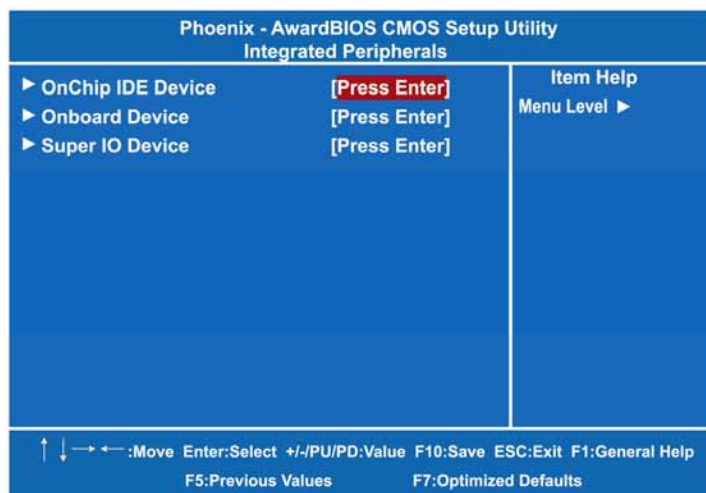 Phoenix - AwardBIOS CMOS Setup Utility
Integrated Peripherals
► OnChip IDE Device [Press Enter]
► Onboard Device [Press Enter]
► Super IO Device [Press Enter]
Item Help
Menu Level ►
↑ ↓ → ← :Move Enter:Select +/-/PU/PD:Value F10:Save ESC:Exit F1:General Help
F5:Previous Values F7:Optimized Defaults